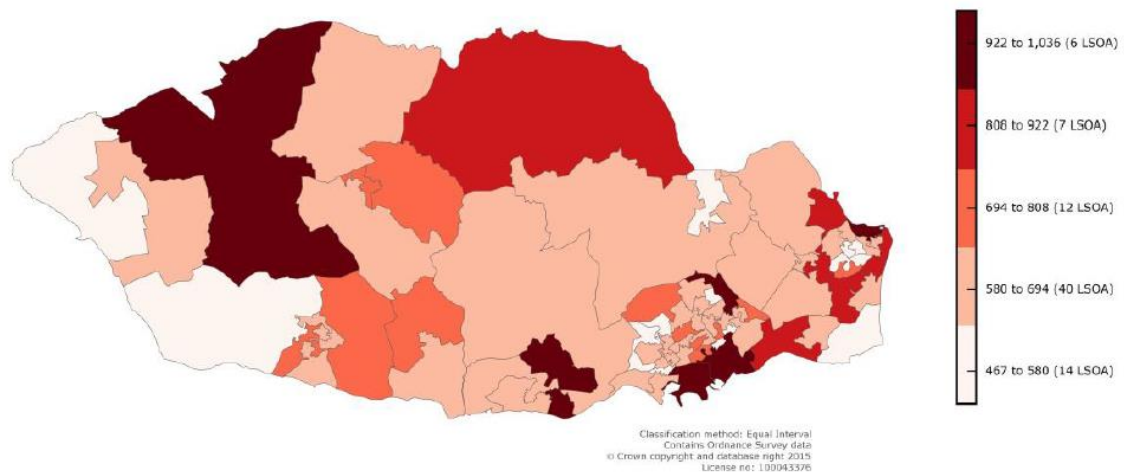 922 to 1,036 (6 LSOA)
808 to 922 (7 LSOA)
694 to 808 (12 LSOA)
580 to 694 (40 LSOA)
467 to 580 (14 LSOA)
Classification method: Equal Interval
Contains Ordnance Survey data
© Crown copyright and database right 2015
License no: 100043376